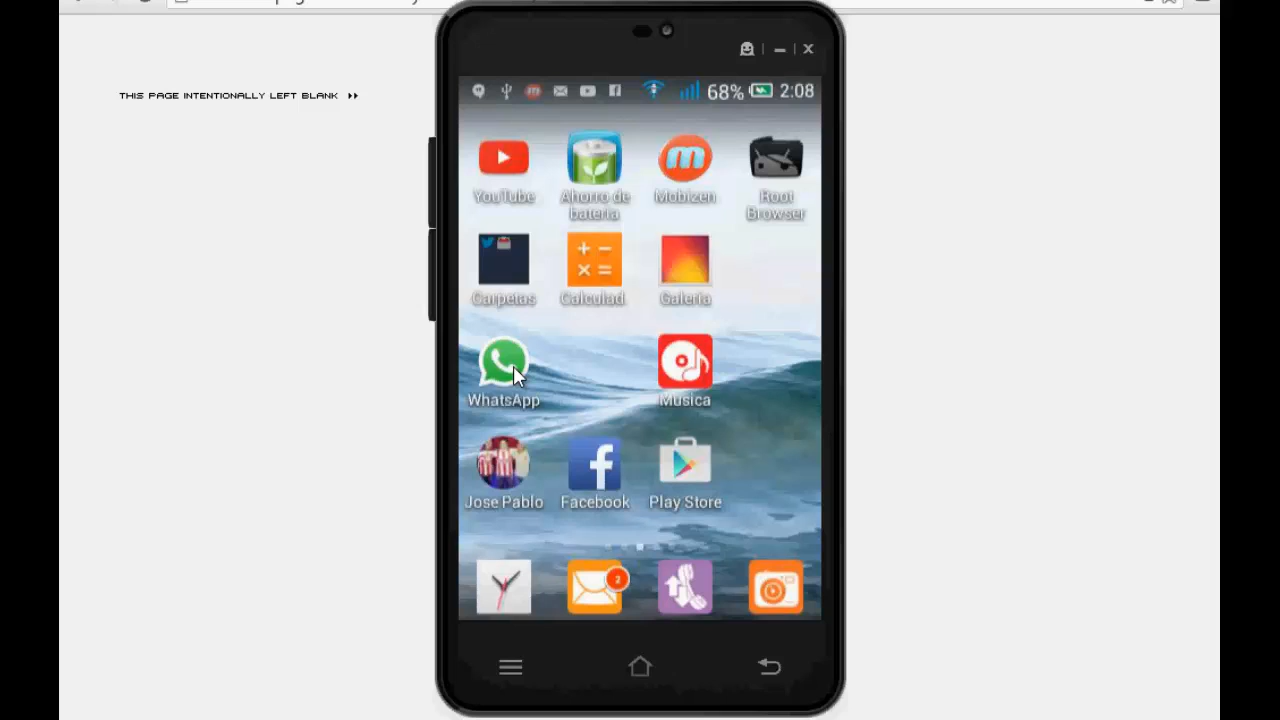 THIS PAGE INTENTIONALLY LEFT BLANK
68% 2:08
YouTube
Ahorro de
batería
Mobizen
Root
Browser
Carpetas
Calculad.
Galería
WhatsApp
Musica
Jose Pablo
Facebook
Play Store
2